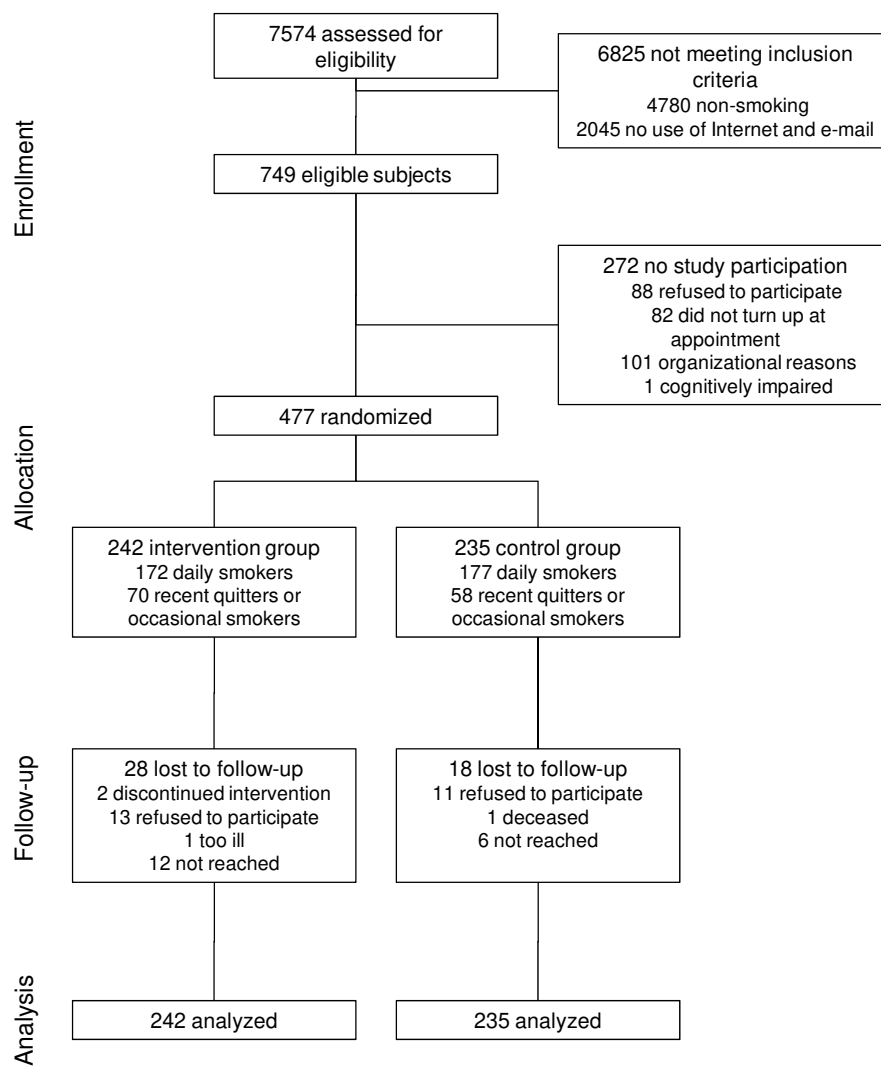 7574 assessed for
eligibility
6825 not meeting inclusion
criteria
4780 non-smoking
2045 no use of Internet and e-mail
Enrollment
749 eligible subjects
272 no study participation
88 refused to participate
82 did not turn up at
appointment
101 organizational reasons
1 cognitively impaired
477 randomized
Allocation
242 intervention group
172 daily smokers
70 recent quitters or
occasional smokers
235 control group
177 daily smokers
58 recent quitters or
occasional smokers
Follow-up
28 lost to follow-up
2 discontinued intervention
13 refused to participate
1 too ill
12 not reached
18 lost to follow-up
11 refused to participate
1 deceased
6 not reached
Analysis
242 analyzed
235 analyzed